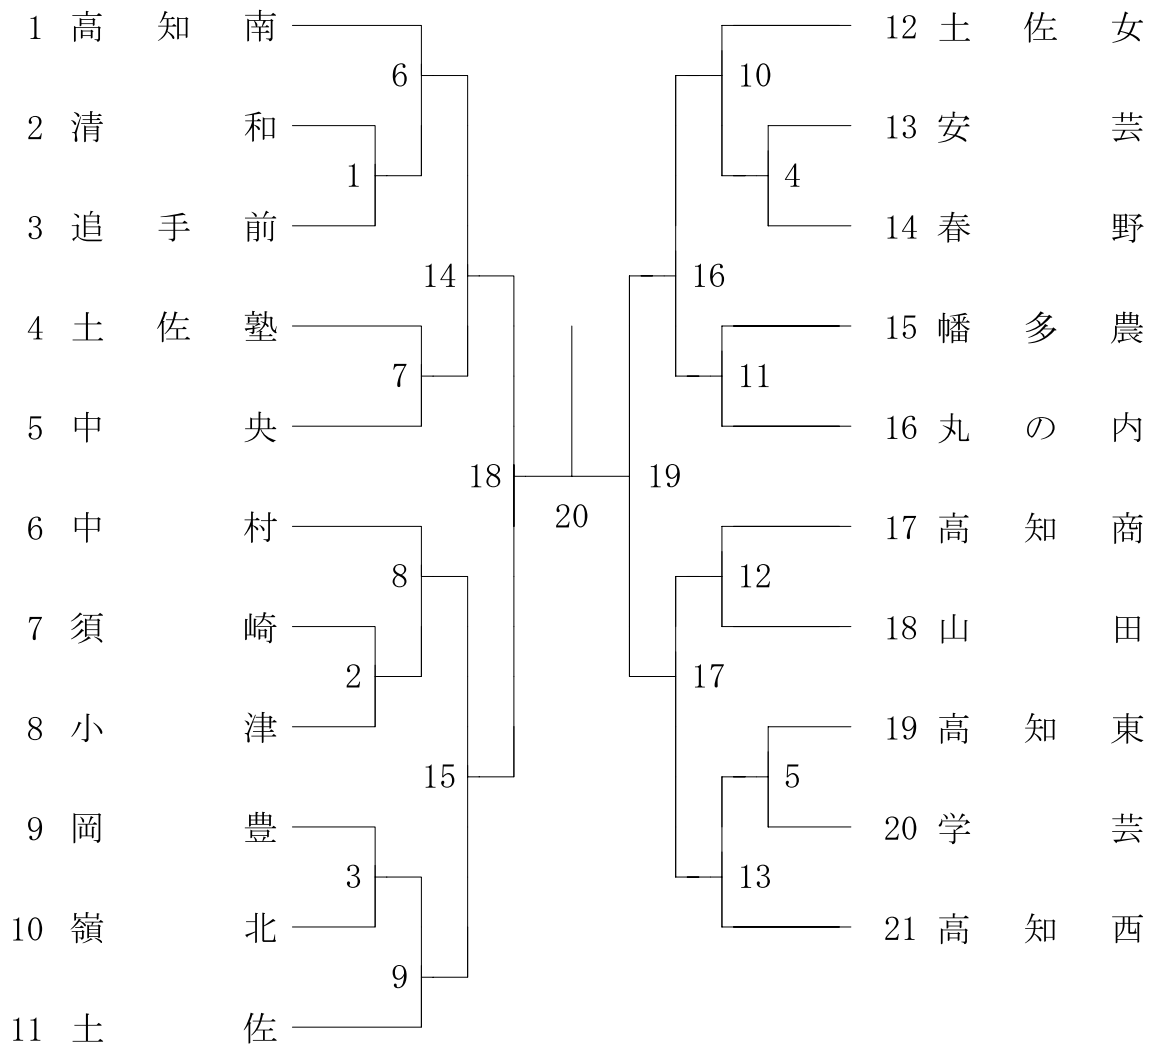 1 高知南
12 土佐女
6
10
2 清和
13 安芸
1
4
3 追手前
14 春野
14
16
4 土佐塾
15 幡多農
7
11
5 中央
16 丸の内
18
19
20
6 中村
17 高知商
8
12
7 須崎
18 山田
2
17
8 小津
19 高知東
15
5
9 岡豊
20 学芸
3
13
10 嶺北
21 高知西
9
11 土佐